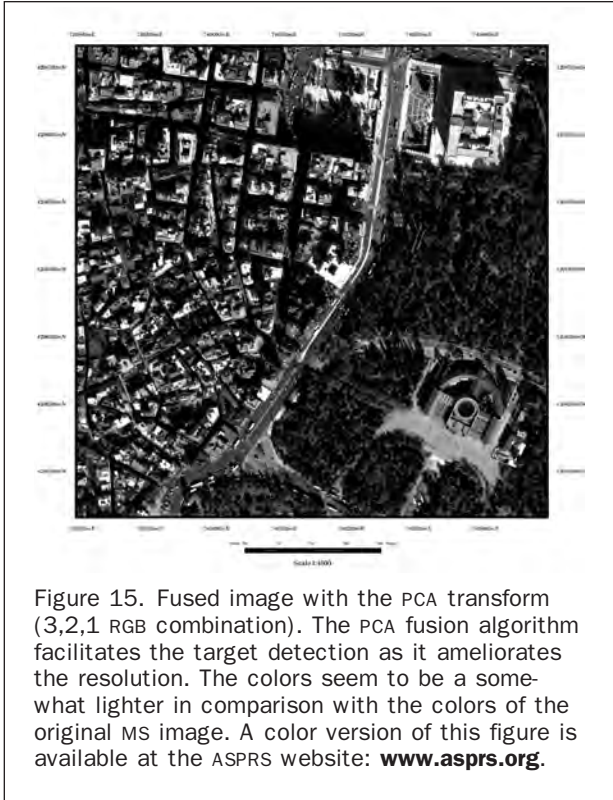 Scale 1:4800
Figure 15. Fused image with the PCA transform
(3,2,1 RGB combination). The PCA fusion algorithm
facilitates the target detection as it ameliorates
the resolution. The colors seem to be a some-
what lighter in comparison with the colors of the
original MS image. A color version of this figure is
available at the ASPRS website: www.asprs.org.